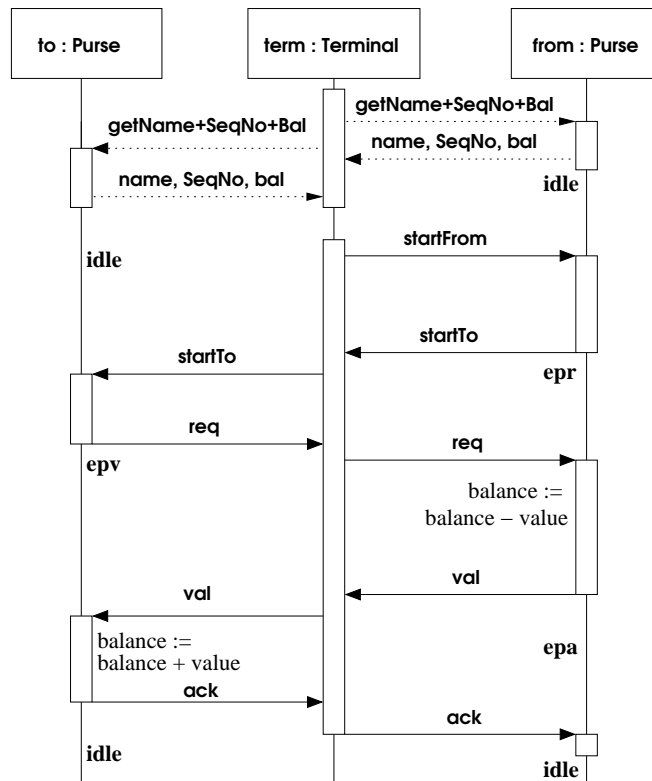 to : Purse
term : Terminal
from : Purse
getName+SeqNo+Bal
getName+SeqNo+Bal
name, SeqNo, bal
name, SeqNo, bal
idle
startFrom
idle
startTo
startTo
epr
req
req
epv
balance :=
balance − value
val
val
balance :=
balance + value
epa
ack
ack
idle
idle